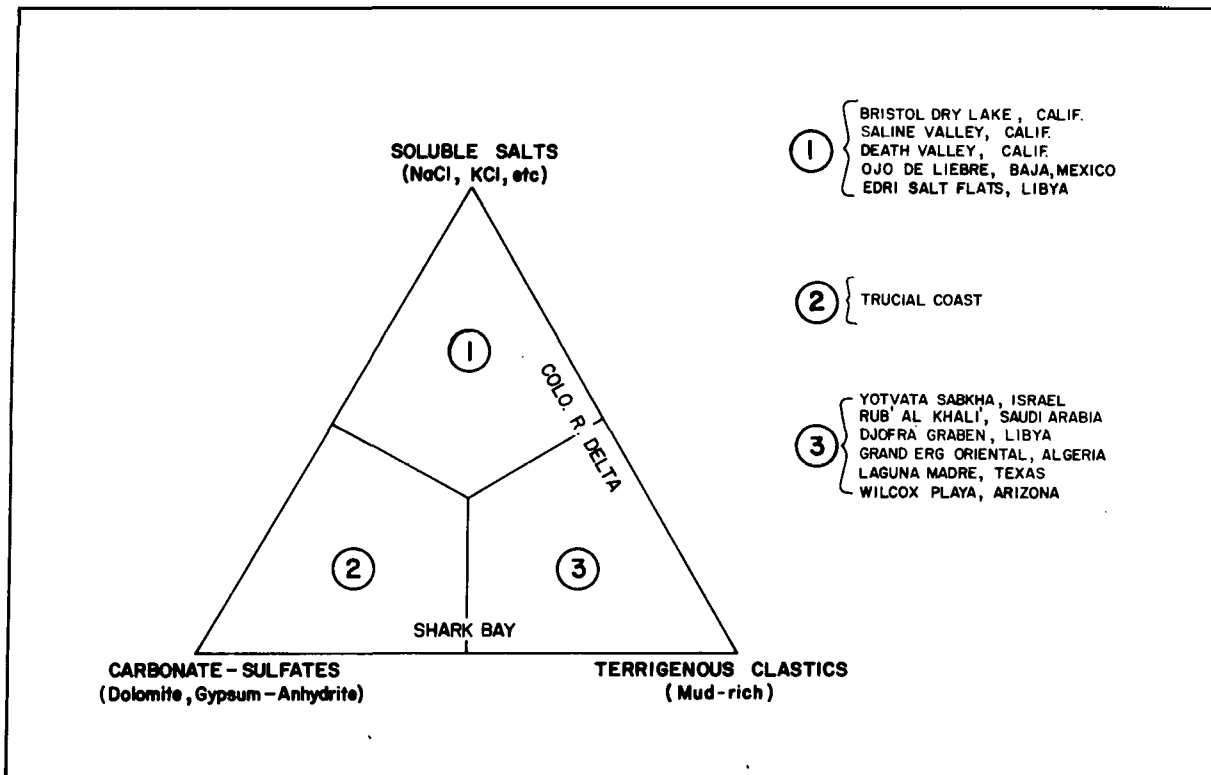 SOLUBLE SALTS
(NaCl, KCl, etc)
1
COLO. R. DELTA
2
3
SHARK BAY
CARBONATE-SULFATES
(Dolomite, Gypsum-Anhydrite)
TERRIGENOUS CLASTICS
(Mud-rich)
1
BRISTOL DRY LAKE, CALIF.
SALINE VALLEY, CALIF.
DEATH VALLEY, CALIF.
OJO DE LIEBRE, BAJA, MEXICO
EDRI SALT FLATS, LIBYA
2
TRUCIAL COAST
3
YOTVATA SABKHA, ISRAEL
RUB' AL KHALI', SAUDI ARABIA
DJOFRA GRABEN, LIBYA
GRAND ERG ORIENTAL, ALGERIA
LAGUNA MADRE, TEXAS
WILCOX PLAYA, ARIZONA